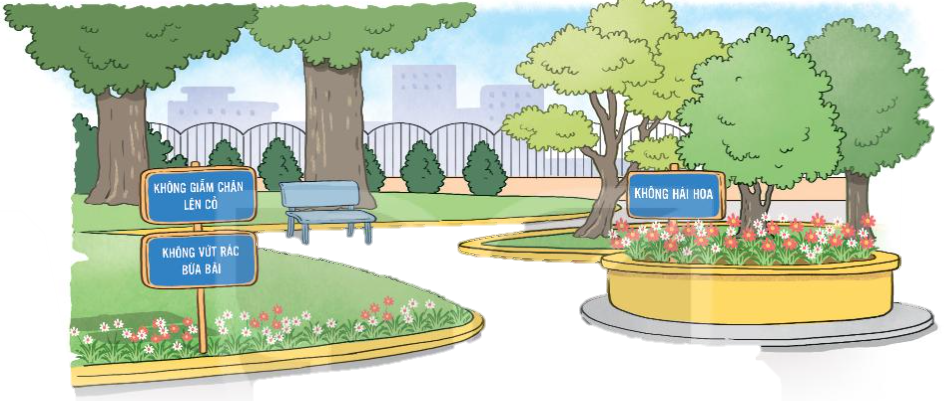 KHÔNG GIẪM CHÂN
LÊN CỎ
KHÔNG VỨT RÁC
BỪA BÃI
KHÔNG HÁI HOA